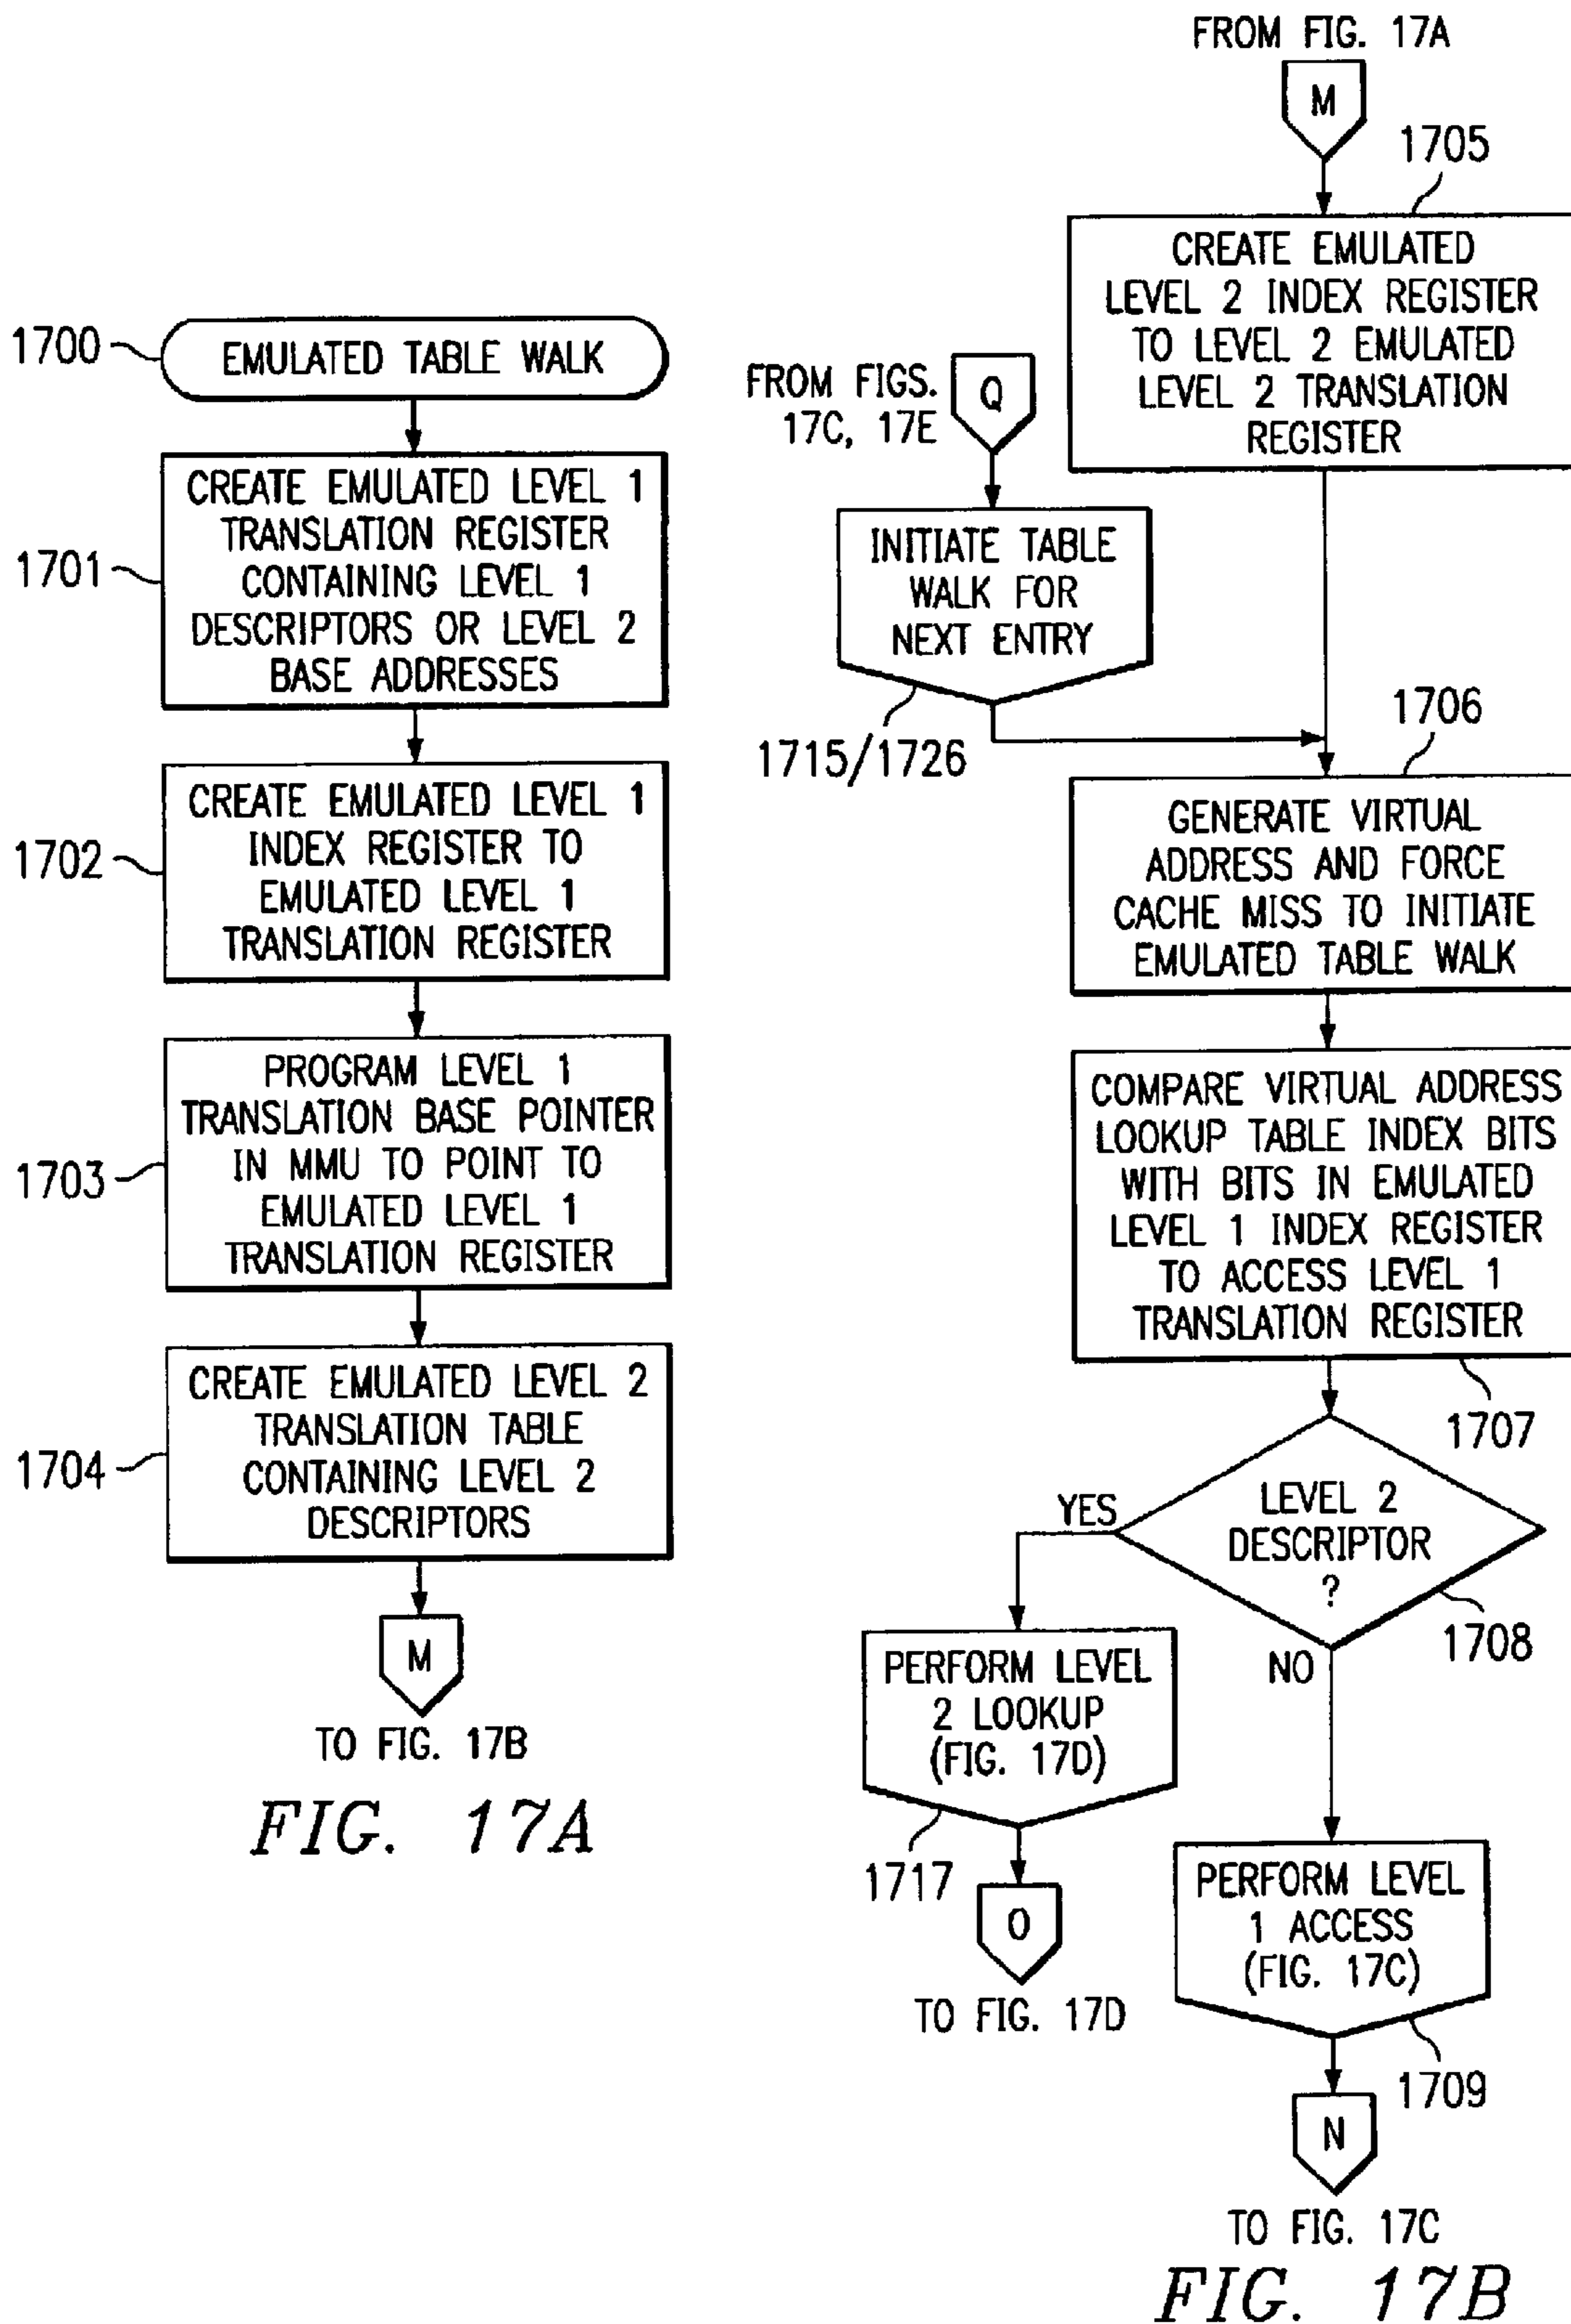 1700
EMULATED TABLE WALK
1701
CREATE EMULATED LEVEL 1
TRANSLATION REGISTER
CONTAINING LEVEL 1
DESCRIPTORS OR LEVEL 2
BASE ADDRESSES
1702
CREATE EMULATED LEVEL 1
INDEX REGISTER TO
EMULATED LEVEL 1
TRANSLATION REGISTER
1703
PROGRAM LEVEL 1
TRANSLATION BASE POINTER
IN MMU TO POINT TO
EMULATED LEVEL 1
TRANSLATION REGISTER
1704
CREATE EMULATED LEVEL 2
TRANSLATION TABLE
CONTAINING LEVEL 2
DESCRIPTORS
M
TO FIG. 17B
FIG. 17A
FROM FIG. 17A
M
1705
CREATE EMULATED
LEVEL 2 INDEX REGISTER
TO LEVEL 2 EMULATED
LEVEL 2 TRANSLATION
REGISTER
FROM FIGS.
17C, 17E
Q
INITIATE TABLE
WALK FOR
NEXT ENTRY
1715/1726
1706
GENERATE VIRTUAL
ADDRESS AND FORCE
CACHE MISS TO INITIATE
EMULATED TABLE WALK
COMPARE VIRTUAL ADDRESS
LOOKUP TABLE INDEX BITS
WITH BITS IN EMULATED
LEVEL 1 INDEX REGISTER
TO ACCESS LEVEL 1
TRANSLATION REGISTER
1707
LEVEL 2
DESCRIPTOR
?
1708
YES
NO
PERFORM LEVEL
2 LOOKUP
(FIG. 17D)
1717
O
TO FIG. 17D
PERFORM LEVEL
1 ACCESS
(FIG. 17C)
1709
N
TO FIG. 17C
FIG. 17B